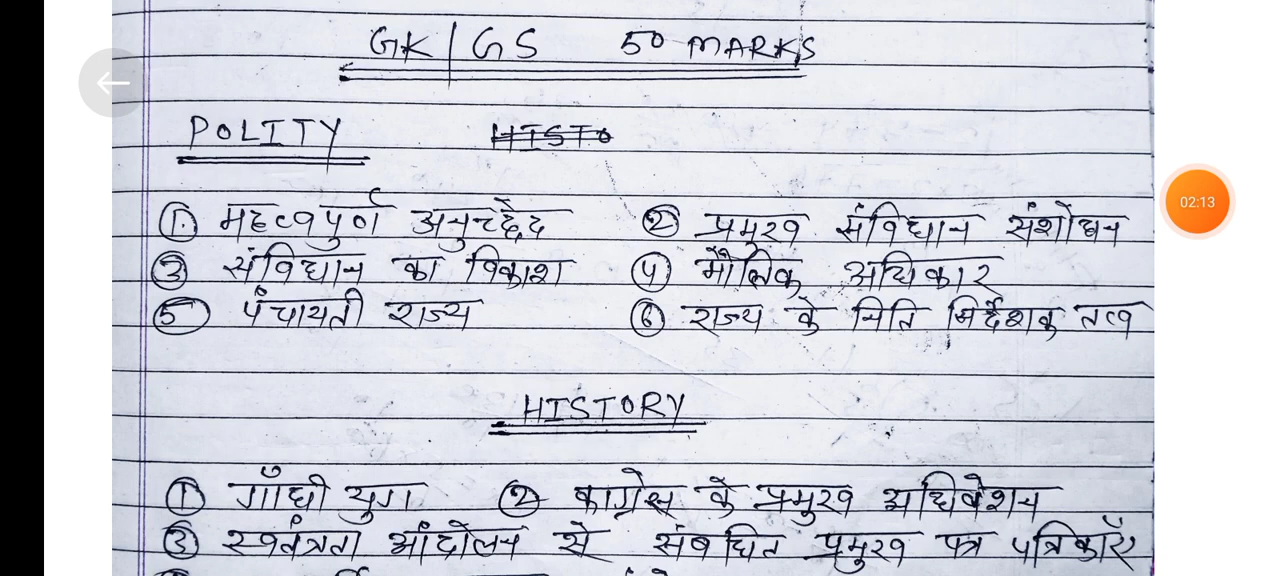 GK/GS 50 MARKS
POLITY HISTO
① महत्वपुर्ण अनुच्छेद ② प्रमुख संविधान संशोधन
③ संविधान का विकाश ④ मौलिक अधिकार
⑤ पंचायती राज्य ⑥ राज्य के निति निर्देशक तत्व
HISTORY
① गाँधी युग ② काग्रेस के प्रमुख अधिवेशन
③ स्वतंत्रता आंदोलन से संबधित प्रमुख पत्र पत्रिकाएँ
02:13